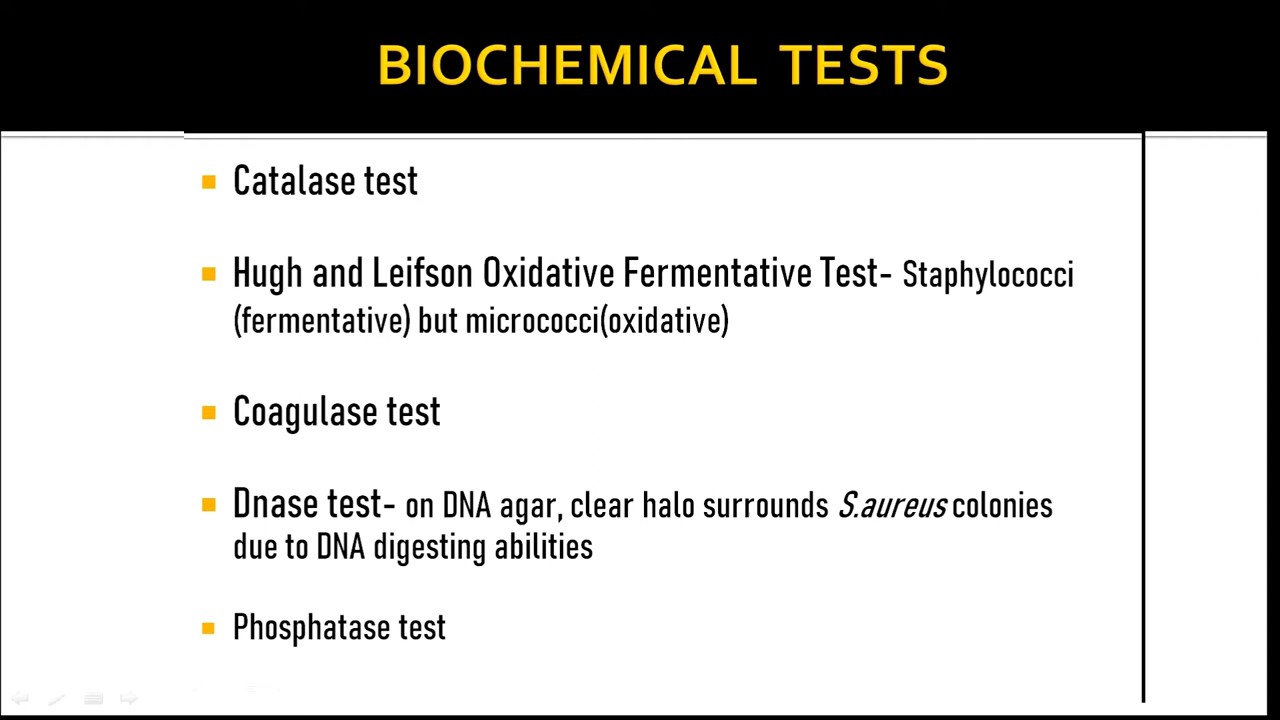 BIOCHEMICAL TESTS
Catalase test
Hugh and Leifson Oxidative Fermentative Test- Staphylococci
(fermentative) but micrococci(oxidative)
Coagulase test
Dnase test- on DNA agar, clear halo surrounds S.aureus colonies
due to DNA digesting abilities
Phosphatase test